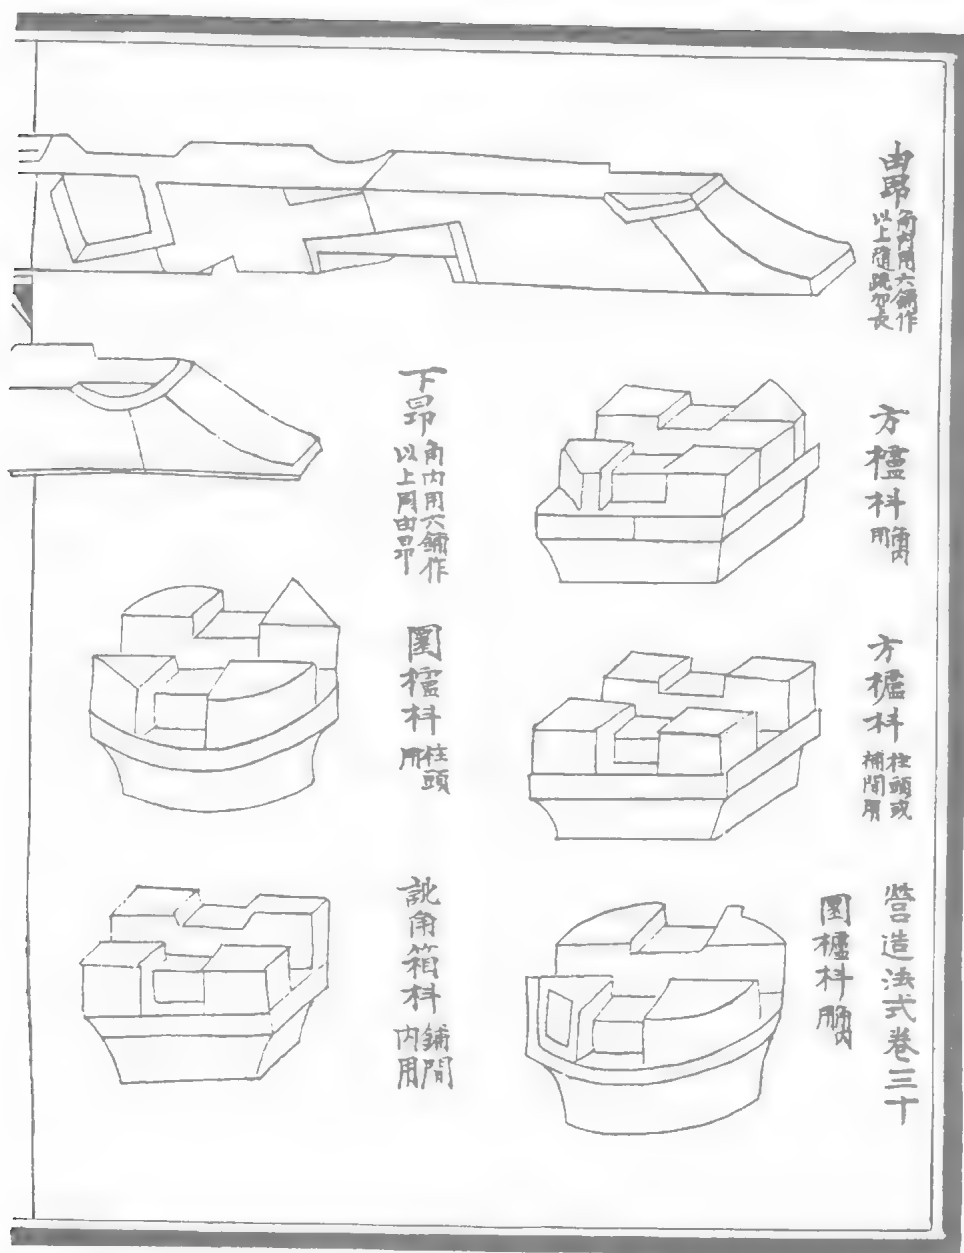 由昂 角內用六鋪作
以上隨跳加長
方櫨枓 角內用
方櫨枓 柱頭或
補間用
營造法式卷三十
圜櫨枓 角內用
下昂 角內用六鋪作
以上同由昂
圜櫨枓 柱頭用
訛角箱枓 鋪間
內用